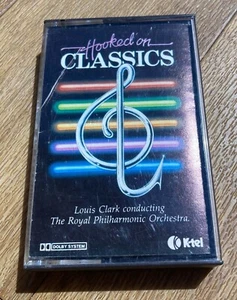 Hooked on
CLASSICS
Louis Clark conducting
The Royal Philharmonic Orchestra.
DOLBY SYSTEM
K-tel